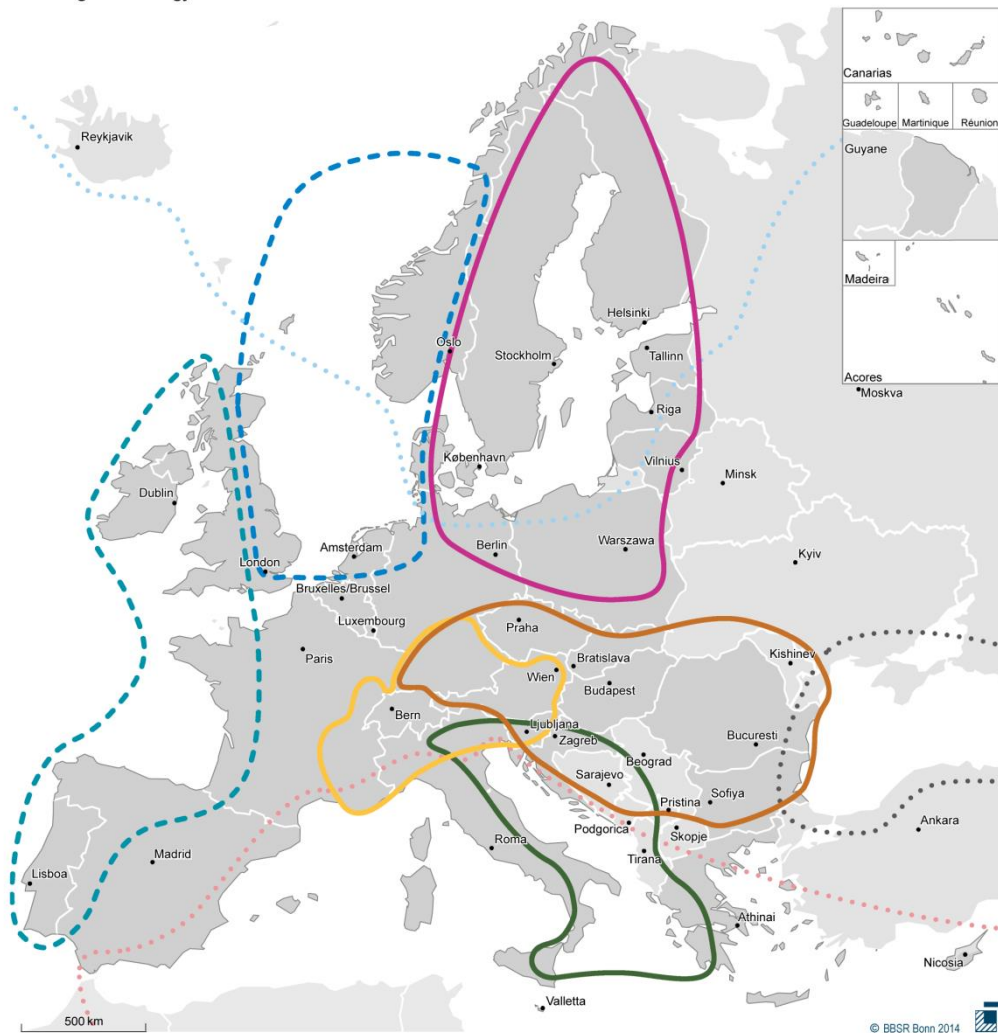 Reykjavik
Canarias
Guadeloupe
Martinique
Réunion
Guyane
Madeira
Acores
Moskva
Helsinki
Oslo
Stockholm
Tallinn
Riga
København
Vilnius
Minsk
Dublin
Amsterdam
Berlin
Warszawa
London
Kyiv
Bruxelles/Brussel
Luxembourg
Praha
Paris
Kishinev
Bratislava
Wien
Budapest
Bern
Ljubljana
Zagreb
Bucuresti
Beograd
Sarajevo
Sofiya
Pristina
Podgorica
Skopje
Ankara
Roma
Tirana
Madrid
Lisboa
Athinai
Nicosia
Valletta
500 km
© BBSR Bonn 2014